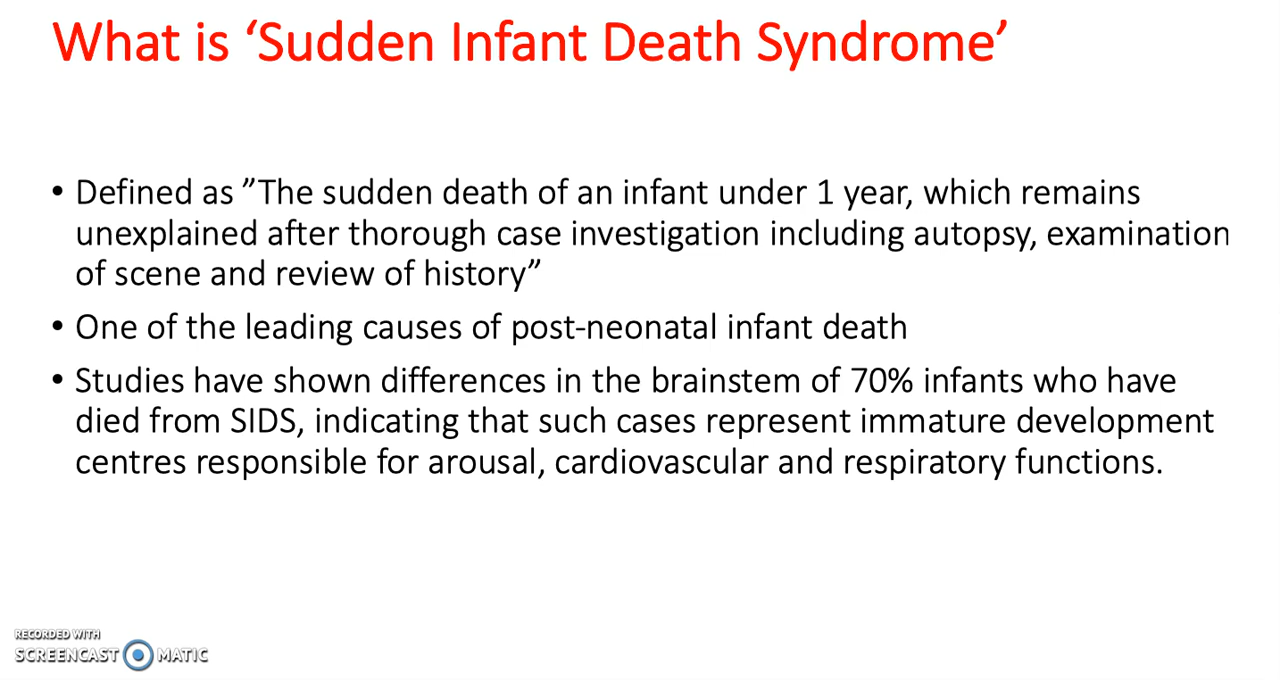 What is ‘Sudden Infant Death Syndrome’
• Defined as ”The sudden death of an infant under 1 year, which remains
unexplained after thorough case investigation including autopsy, examination
of scene and review of history”
• One of the leading causes of post-neonatal infant death
• Studies have shown differences in the brainstem of 70% infants who have
died from SIDS, indicating that such cases represent immature development
centres responsible for arousal, cardiovascular and respiratory functions.
RECORDED WITH
SCREENCAST MATIC